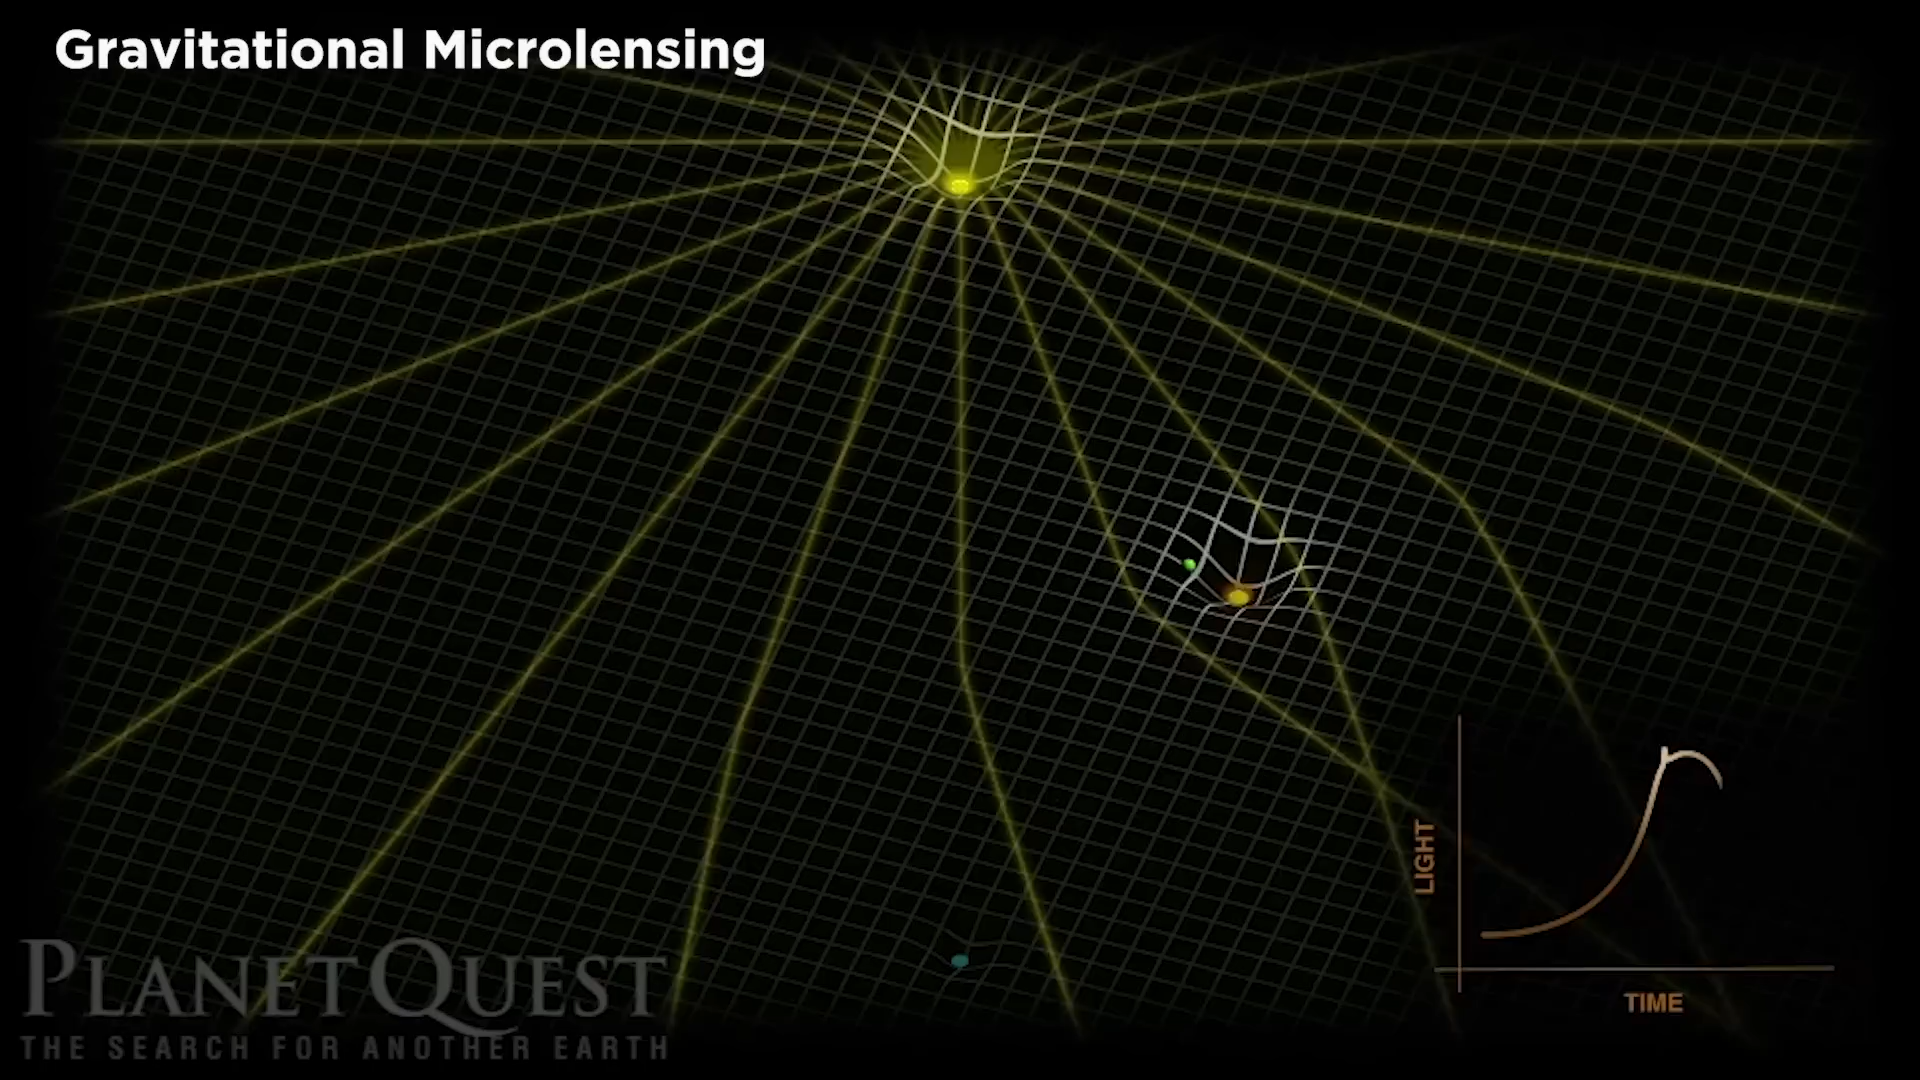 Gravitational Microlensing
LIGHT
TIME
PLANETQUEST
THE SEARCH FOR ANOTHER EARTH